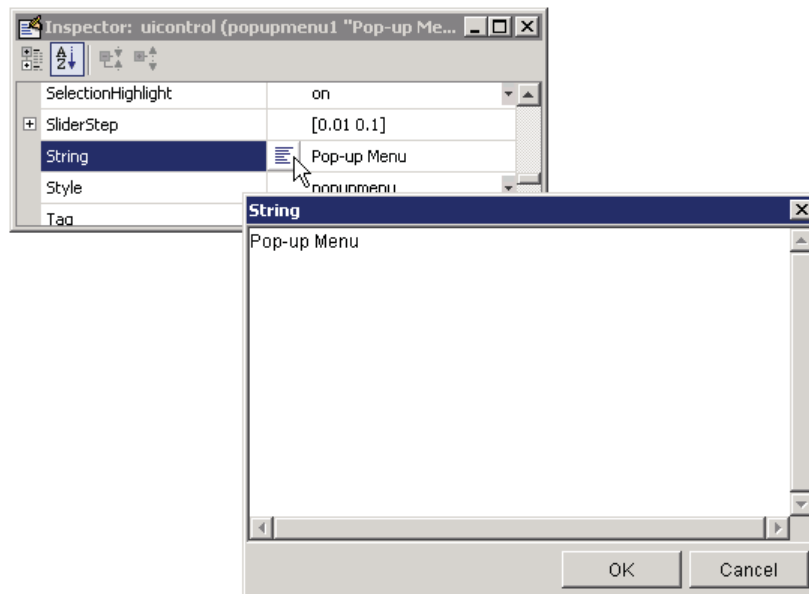 Inspector: uicontrol (popupmenu1 "Pop-up Me...
SelectionHighlight on
SliderStep [0.01 0.1]
String Pop-up Menu
Style popupmenu
Tag
String
Pop-up Menu
OK Cancel